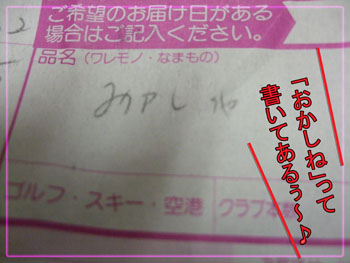 ご希望のお届け日がある
場合はご記入ください。
品名(ワレモノ・なまもの)
おかしね
ゴルフ・スキー・空港
クラブ本数
「おかしね」って
書いてあるぅ～♪